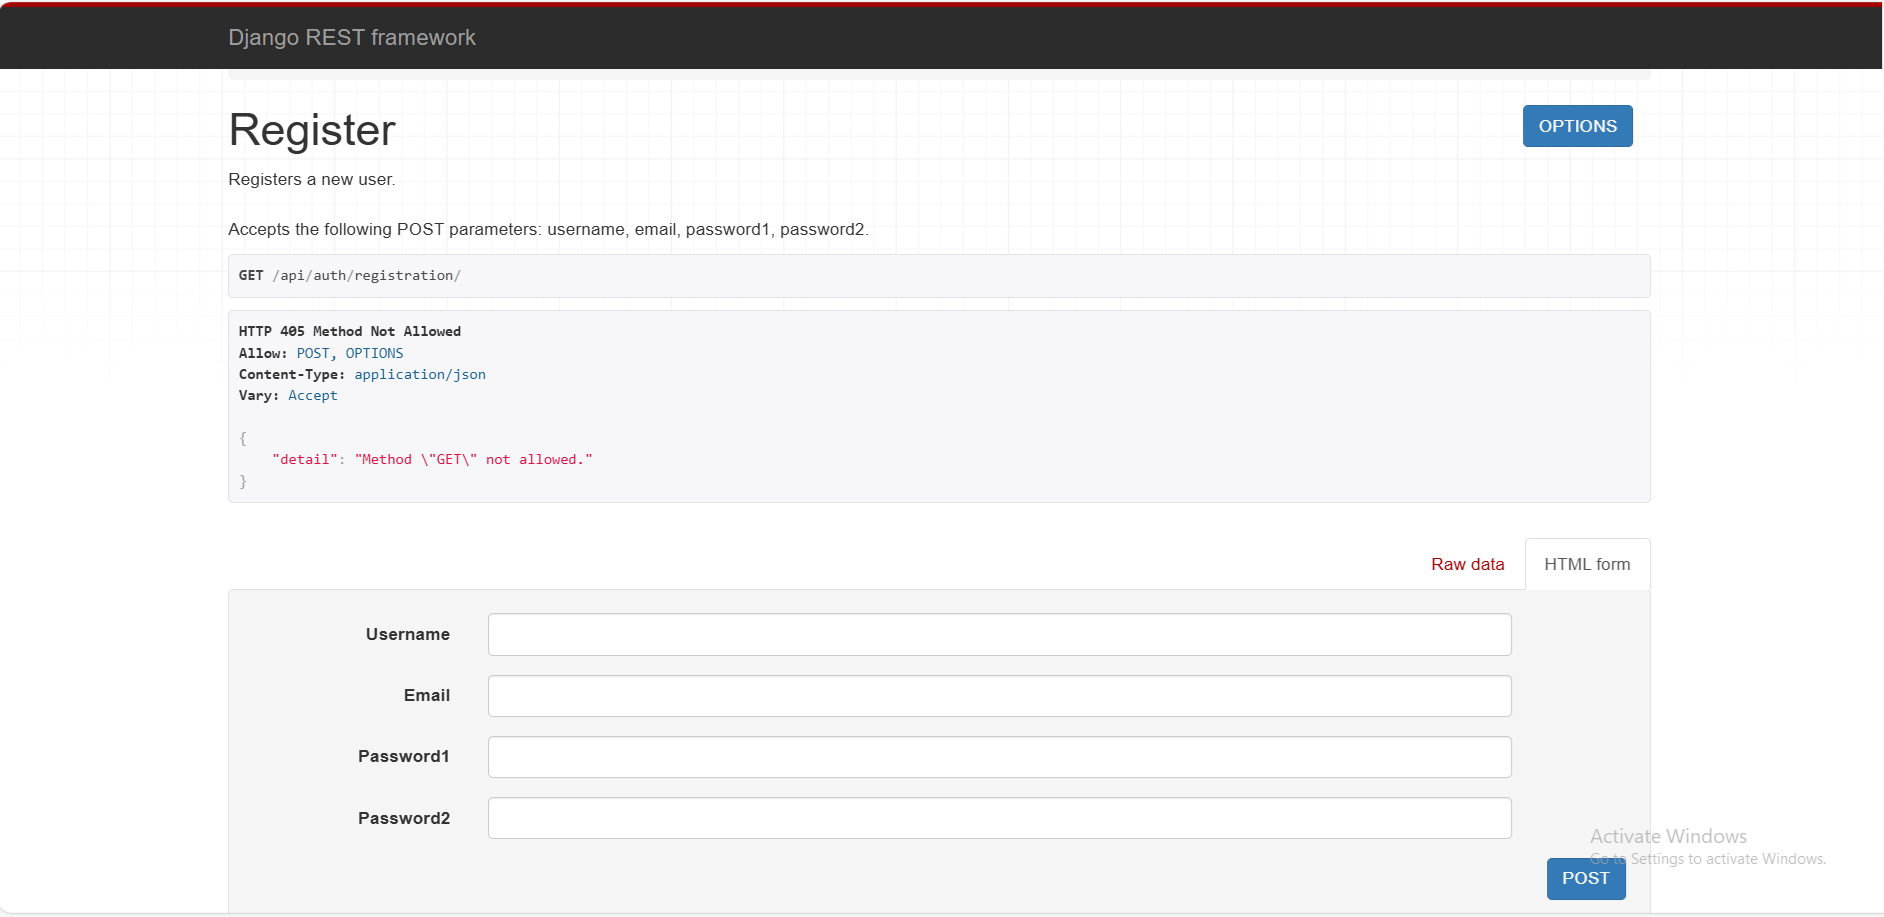 Django REST framework
Register
OPTIONS
Registers a new user.
Accepts the following POST parameters: username, email, password1, password2.
GET /api/auth/registration/
HTTP 405 Method Not Allowed
Allow: POST, OPTIONS
Content-Type: application/json
Vary: Accept
{
"detail": "Method \"GET\" not allowed."
}
Raw data
HTML form
Username
Email
Password1
Password2
Activate Windows
Go to Settings to activate Windows.
POST